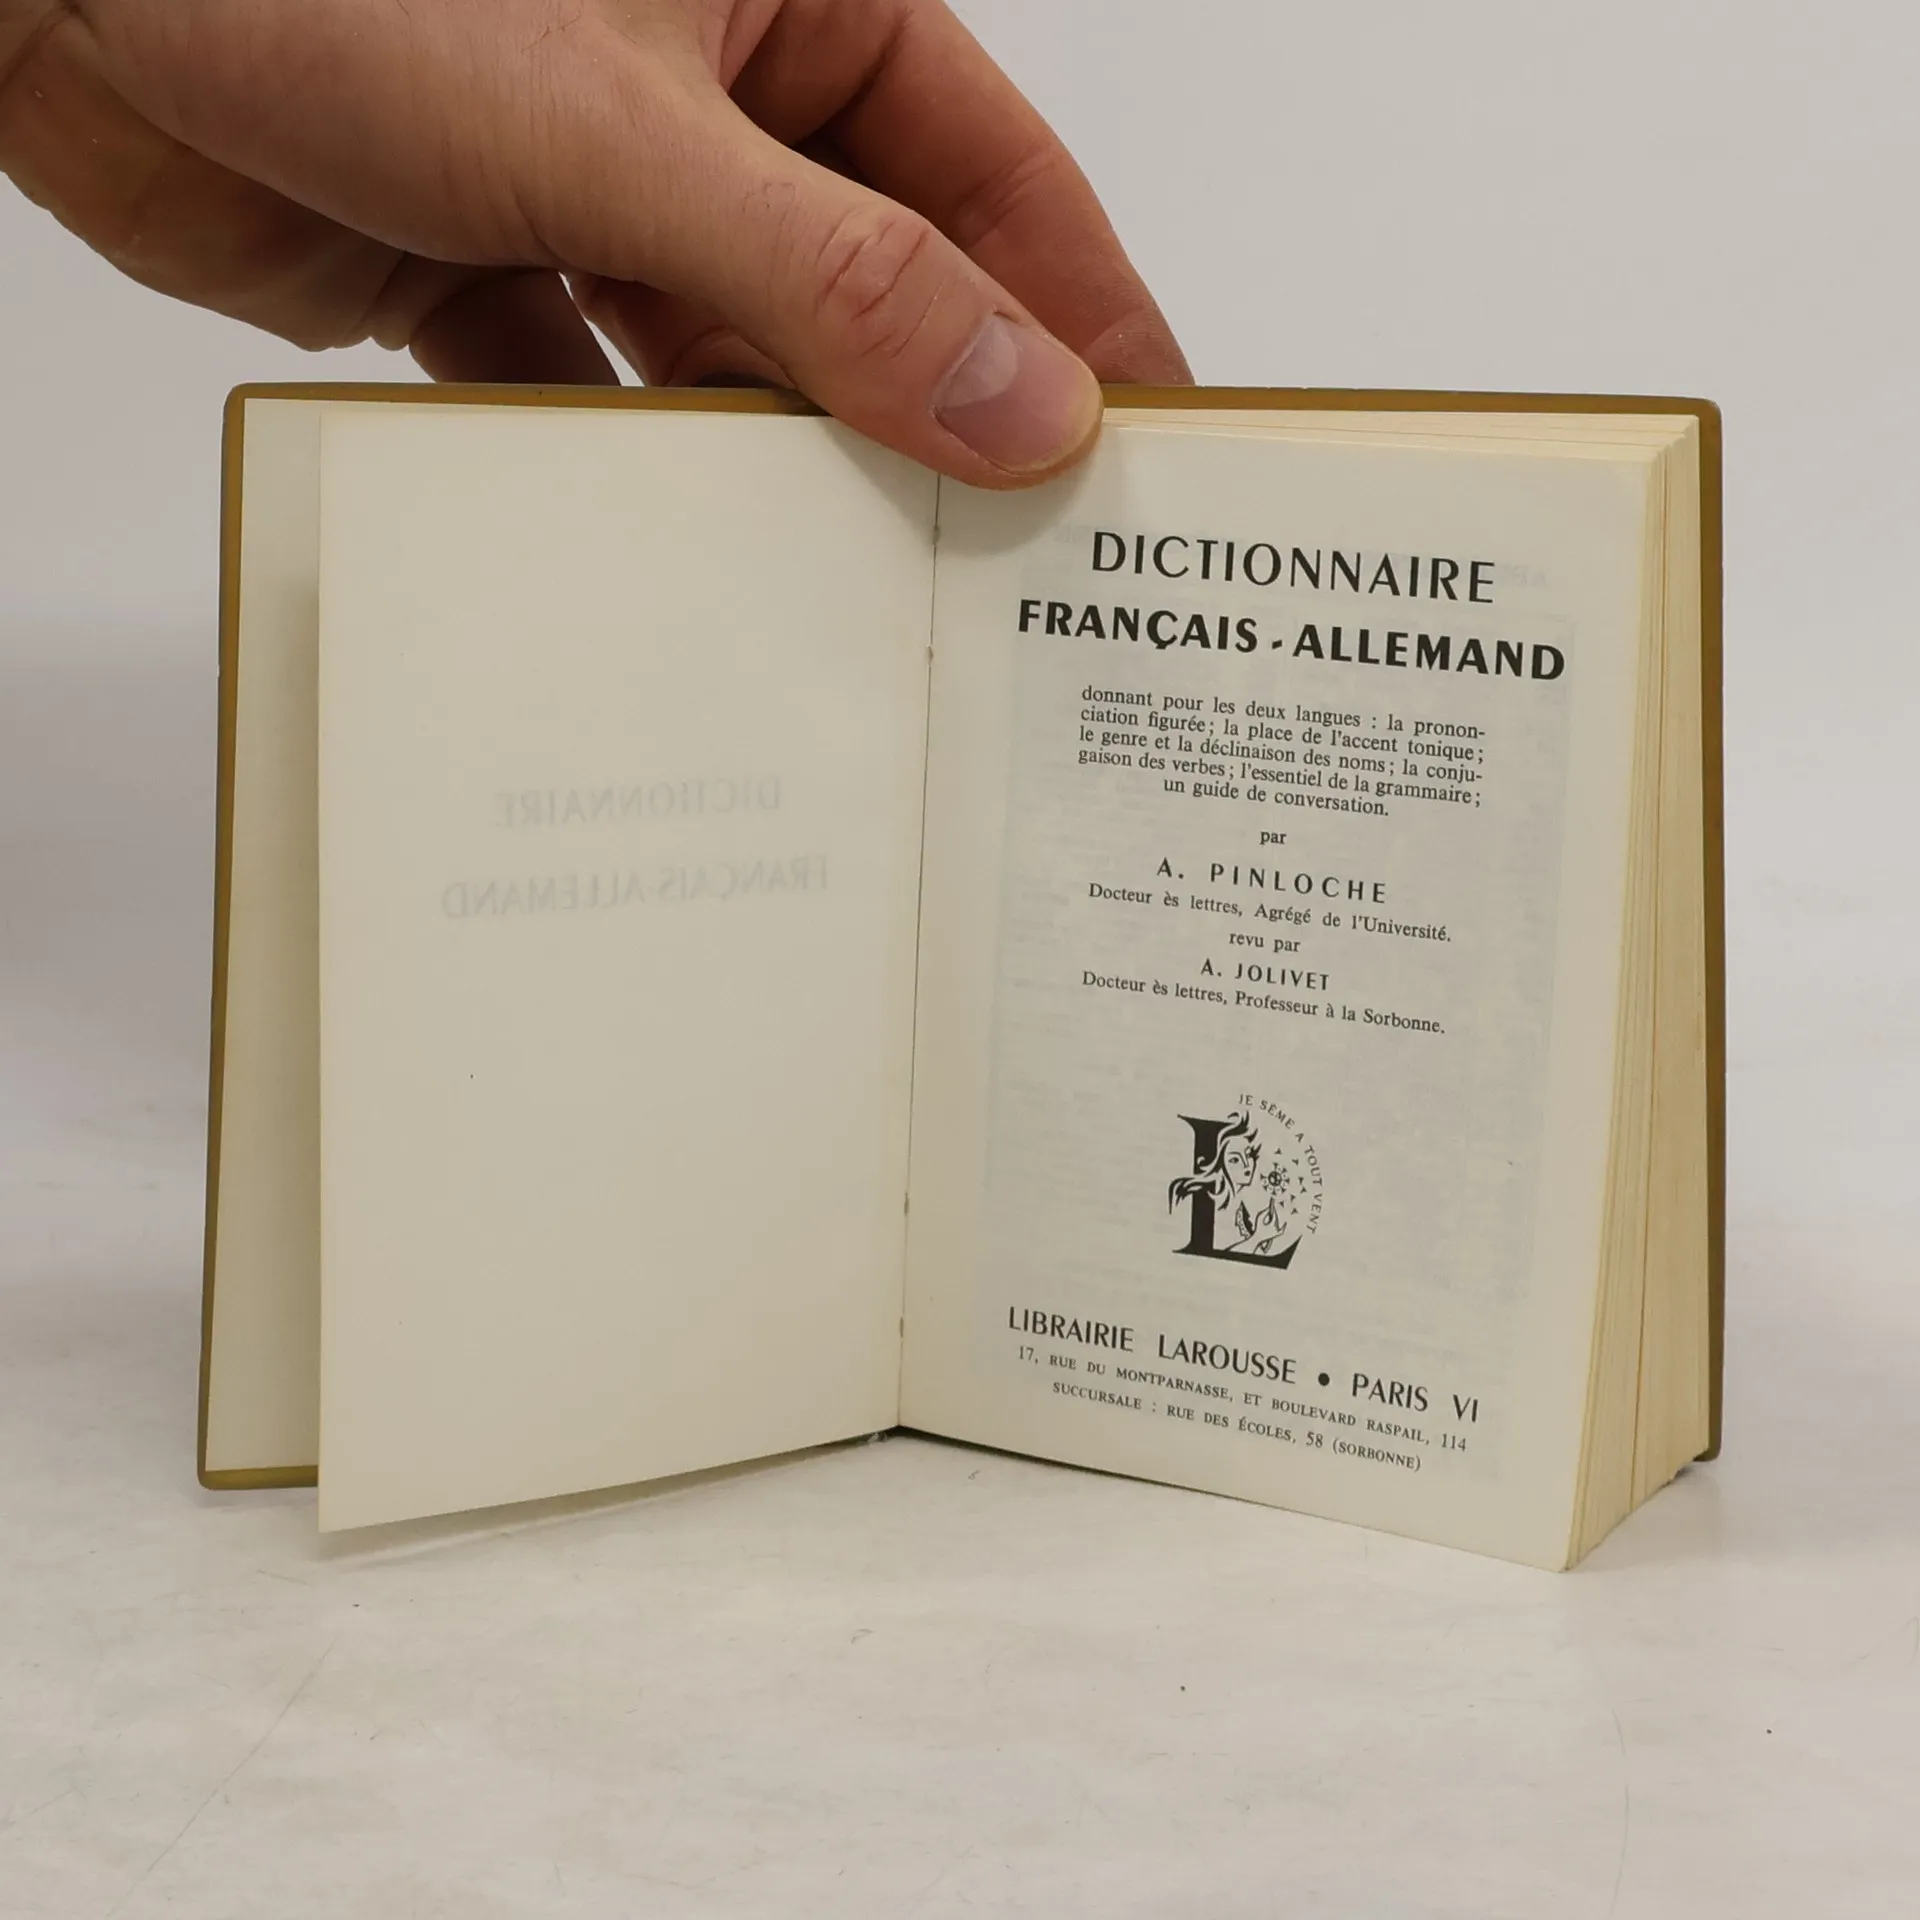 DICTIONNAIRE
FRANÇAIS-ALLEMAND
DICTIONNAIRE
FRANÇAIS - ALLEMAND
donnant pour les deux langues : la pronon-
ciation figurée ; la place de l'accent tonique ;
le genre et la déclinaison des noms ; la conju-
gaison des verbes ; l'essentiel de la grammaire ;
un guide de conversation.
par
A. PINLOCHE
Docteur ès lettres, Agrégé de l'Université.
revu par
A. JOLIVET
Docteur ès lettres, Professeur à la Sorbonne.
JE SÈME A TOUT VENT
LIBRAIRIE LAROUSSE • PARIS VI
17, RUE DU MONTPARNASSE, ET BOULEVARD RASPAIL, 114
SUCCURSALE : RUE DES ÉCOLES, 58 (SORBONNE)